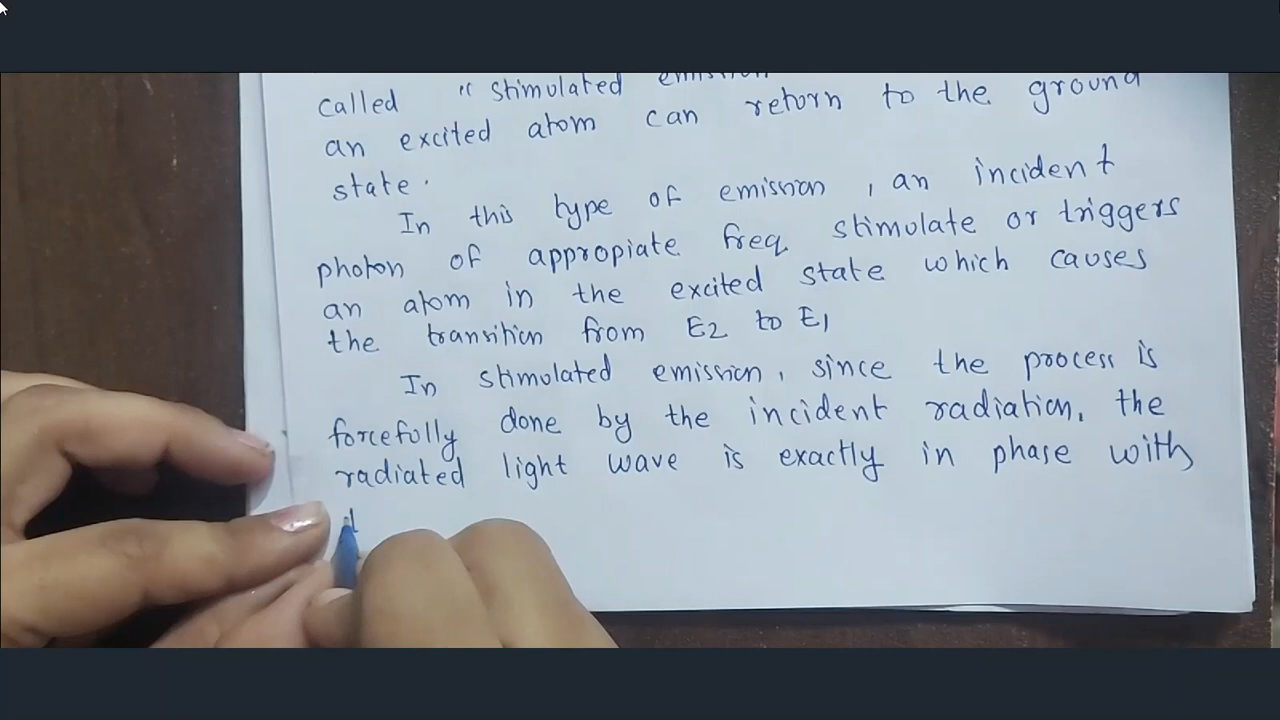 called " stimulated emission
an excited atom can return to the ground
state.
In this type of emission, an incident
photon of appropiate freq stimulate or triggers
an atom in the excited state which causes
the transition from E2 to E1
In stimulated emission, since the process is
forcefully done by the incident radiation, the
radiated light wave is exactly in phase with